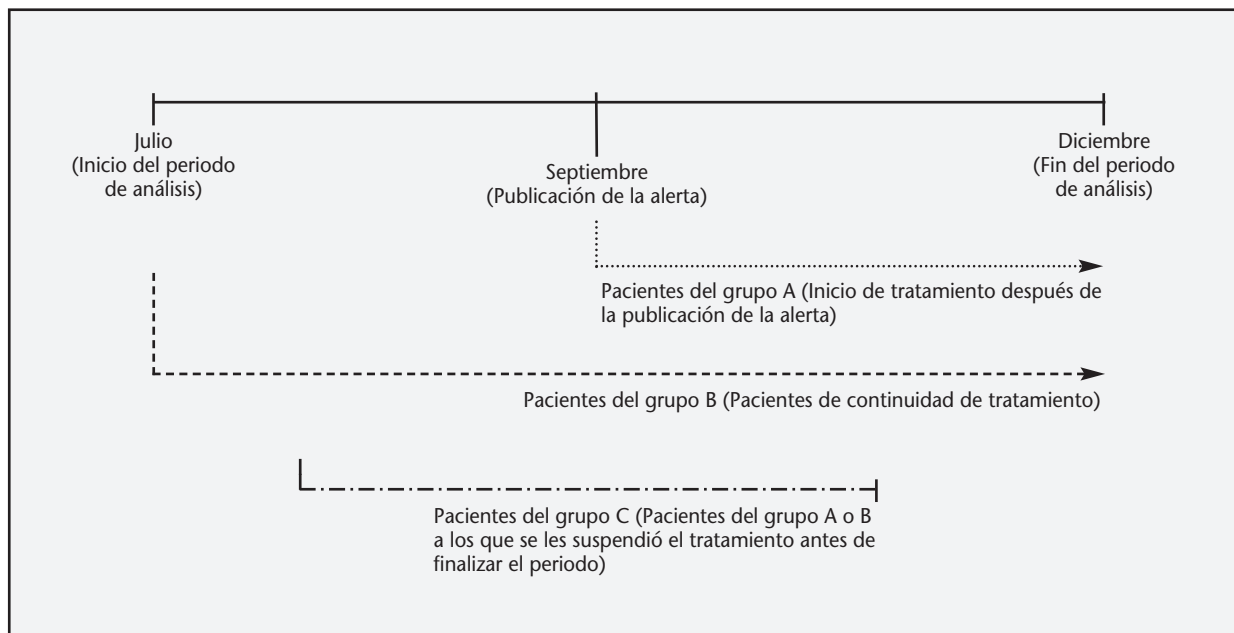 Julio
(Inicio del periodo
de análisis)
Septiembre
(Publicación de la alerta)
Diciembre
(Fin del periodo
de análisis)
Pacientes del grupo A (Inicio de tratamiento después de
la publicación de la alerta)
Pacientes del grupo B (Pacientes de continuidad de tratamiento)
Pacientes del grupo C (Pacientes del grupo A o B
a los que se les suspendió el tratamiento antes de
finalizar el periodo)